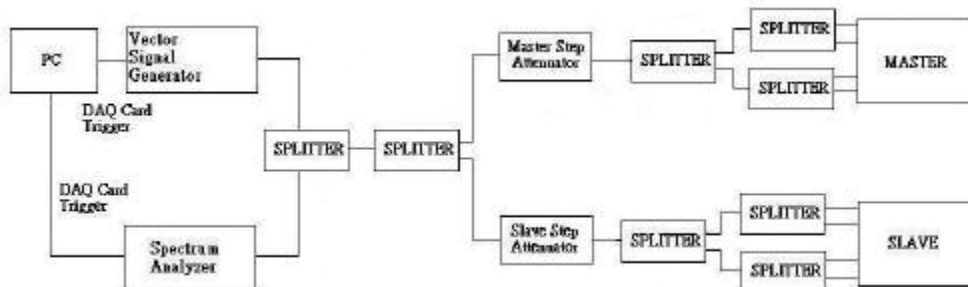 PC
Vector
Signal
Generator
DAQ Card
Trigger
DAQ Card
Trigger
Spectrum
Analyzer
SPLITTER
SPLITTER
Master Step
Attenuator
SPLITTER
SPLITTER
SPLITTER
MASTER
Slave Step
Attenuator
SPLITTER
SPLITTER
SPLITTER
SLAVE